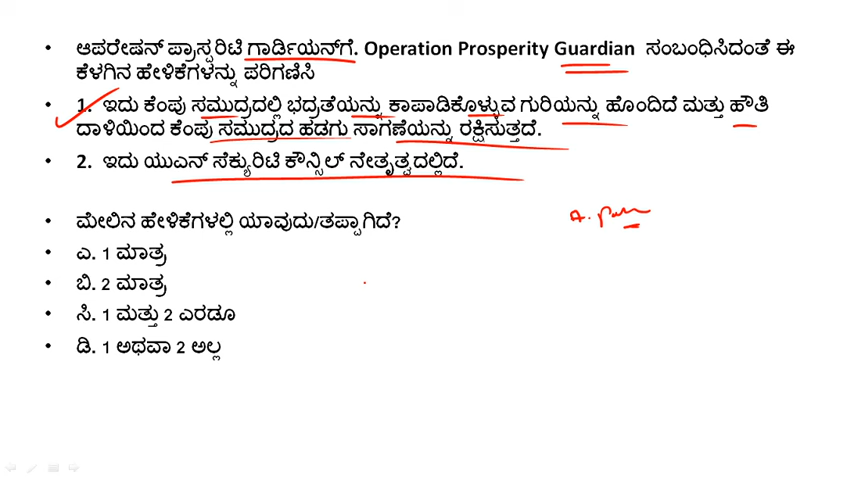 ಆಪರೇಷನ್ ಪ್ರಾಸ್ಪರಿಟಿ ಗಾರ್ಡಿಯನ್‌ಗೆ. Operation Prosperity Guardian ಸಂಬಂಧಿಸಿದಂತೆ ಈ
ಕೆಳಗಿನ ಹೇಳಿಕೆಗಳನ್ನು ಪರಿಗಣಿಸಿ
1. ಇದು ಕೆಂಪು ಸಮುದ್ರದಲ್ಲಿ ಭದ್ರತೆಯನ್ನು ಕಾಪಾಡಿಕೊಳ್ಳುವ ಗುರಿಯನ್ನು ಹೊಂದಿದೆ ಮತ್ತು ಹೌತಿ
ದಾಳಿಯಿಂದ ಕೆಂಪು ಸಮುದ್ರದ ಹಡಗು ಸಾಗಣೆಯನ್ನು ರಕ್ಷಿಸುತ್ತದೆ.
2. ಇದು ಯುಎನ್ ಸೆಕ್ಯುರಿಟಿ ಕೌನ್ಸಿಲ್ ನೇತೃತ್ವದಲ್ಲಿದೆ.
ಮೇಲಿನ ಹೇಳಿಕೆಗಳಲ್ಲಿ ಯಾವುದು/ತಪ್ಪಾಗಿದೆ?
ಎ. 1 ಮಾತ್ರ
ಬಿ. 2 ಮಾತ್ರ
ಸಿ. 1 ಮತ್ತು 2 ಎರಡೂ
ಡಿ. 1 ಅಥವಾ 2 ಅಲ್ಲ